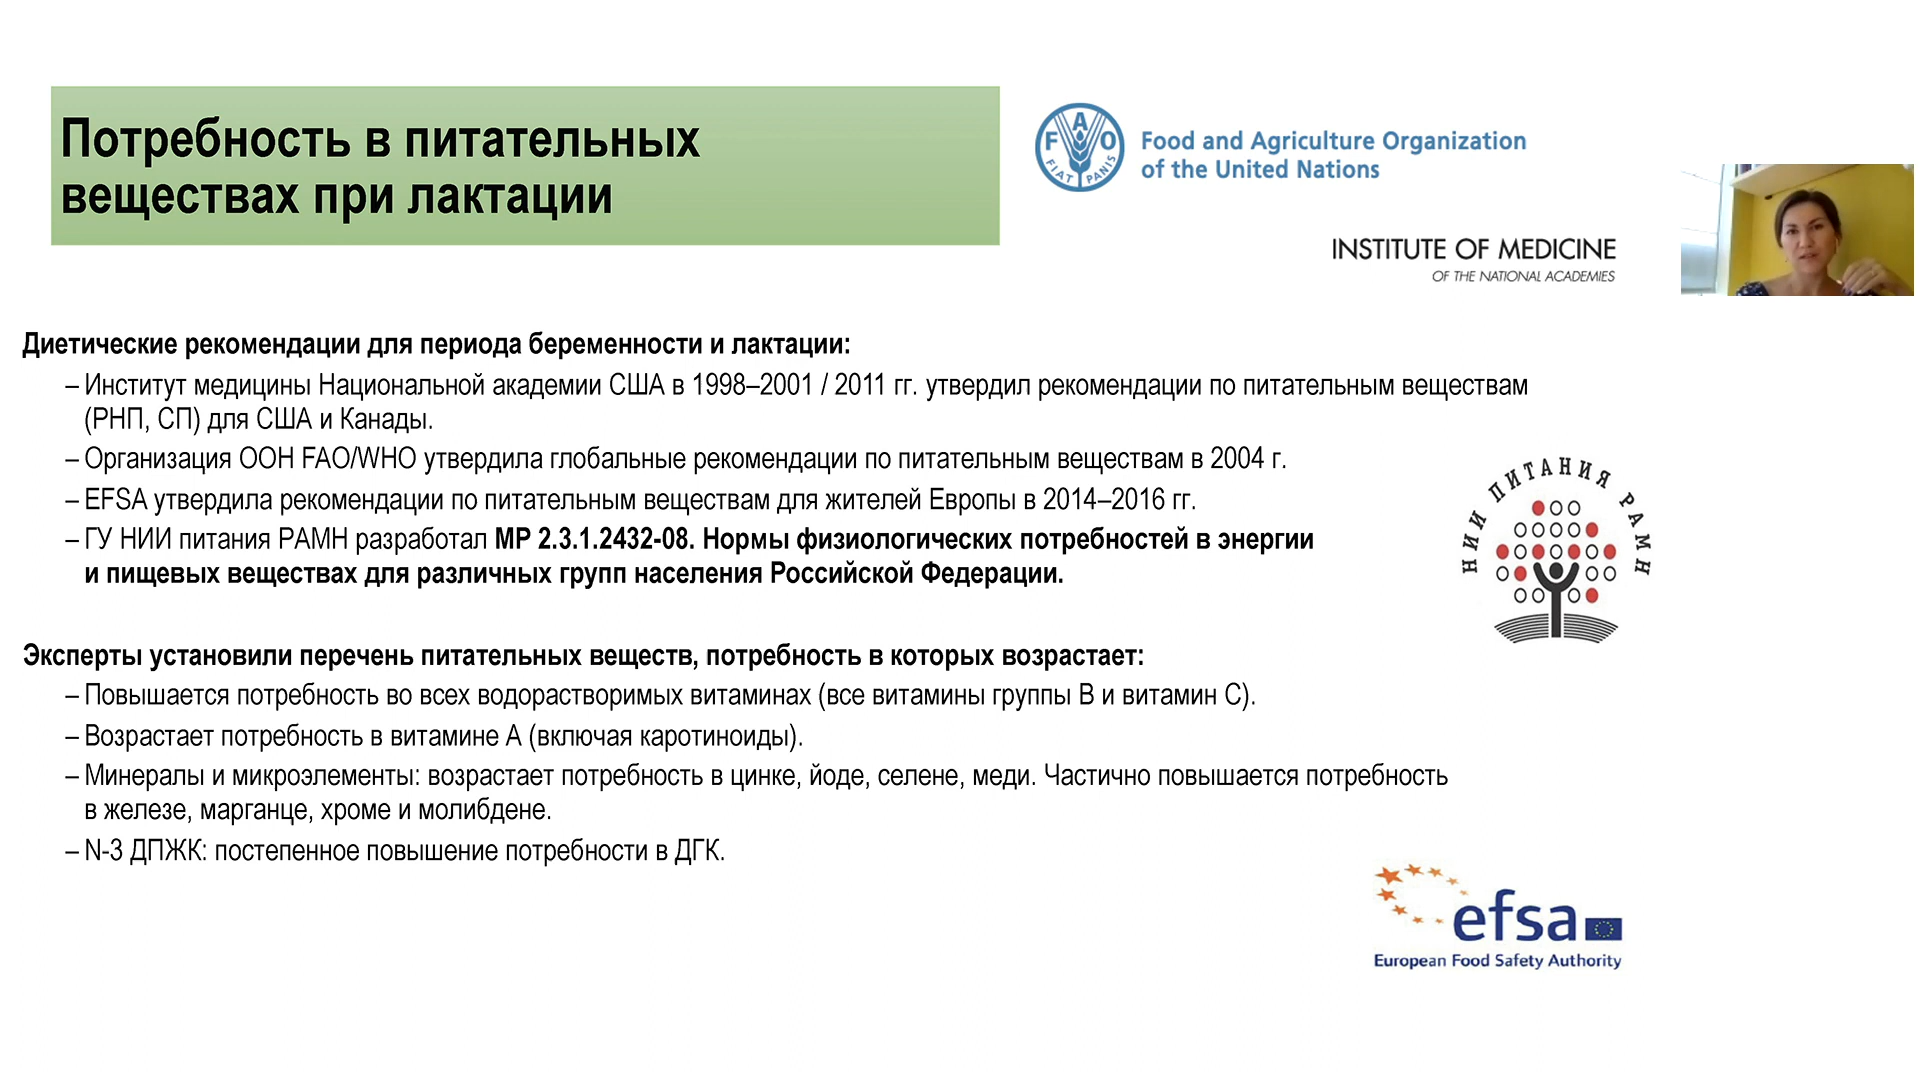 Потребность в питательных
веществах при лактации
FAO
FIAT PANIS
Food and Agriculture Organization
of the United Nations
INSTITUTE OF MEDICINE
OF THE NATIONAL ACADEMIES
Диетические рекомендации для периода беременности и лактации:
– Институт медицины Национальной академии США в 1998–2001 / 2011 гг. утвердил рекомендации по питательным веществам
(РНП, СП) для США и Канады.
– Организация ООН FAO/WHO утвердила глобальные рекомендации по питательным веществам в 2004 г.
– EFSA утвердила рекомендации по питательным веществам для жителей Европы в 2014–2016 гг.
– ГУ НИИ питания РАМН разработал МР 2.3.1.2432-08. Нормы физиологических потребностей в энергии
и пищевых веществах для различных групп населения Российской Федерации.
НИИ ПИТАНИЯ РАМН
Эксперты установили перечень питательных веществ, потребность в которых возрастает:
– Повышается потребность во всех водорастворимых витаминах (все витамины группы В и витамин С).
– Возрастает потребность в витамине А (включая каротиноиды).
– Минералы и микроэлементы: возрастает потребность в цинке, йоде, селене, меди. Частично повышается потребность
в железе, марганце, хроме и молибдене.
– N-3 ДПЖК: постепенное повышение потребности в ДГК.
efsa
European Food Safety Authority